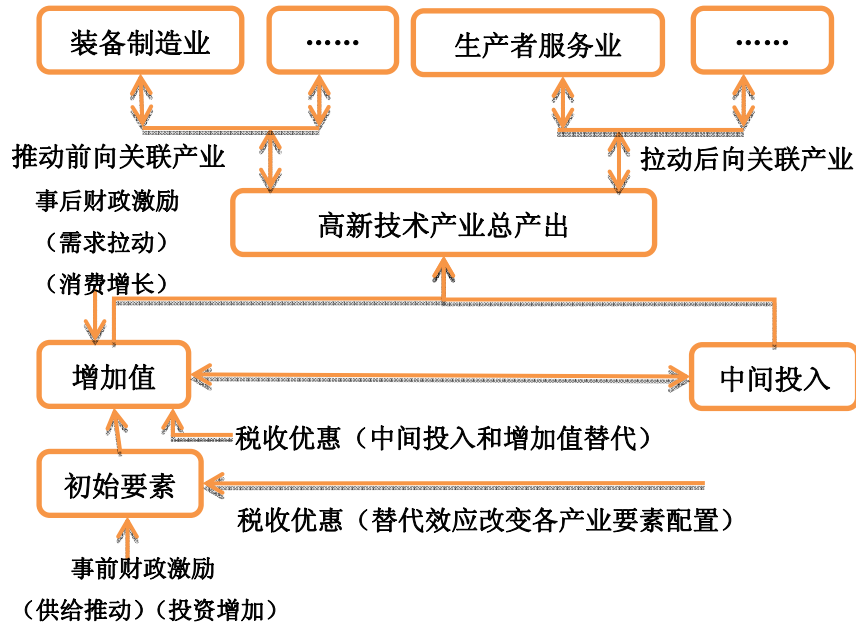 装备制造业
……
生产者服务业
……
推动前向关联产业
拉动后向关联产业
事后财政激励
（需求拉动）
（消费增长）
高新技术产业总产出
增加值
中间投入
税收优惠（中间投入和增加值替代）
初始要素
税收优惠（替代效应改变各产业要素配置）
事前财政激励
（供给推动）（投资增加）